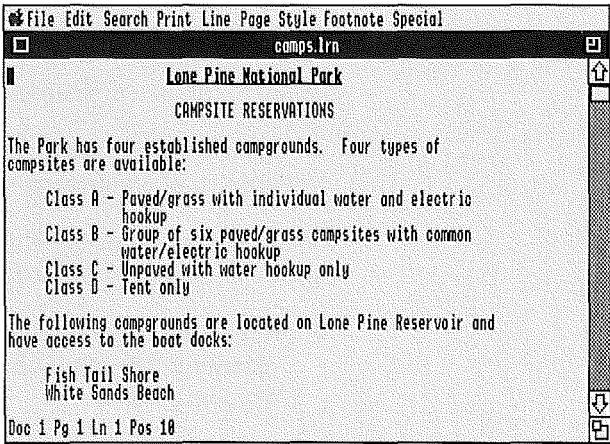 File Edit Search Print Line Page Style Footnote Special
camps.lrn
Lone Pine National Park
CAMPSITE RESERVATIONS
The Park has four established campgrounds. Four types of
campsites are available:
Class A - Paved/grass with individual water and electric
hookup
Class B - Group of six paved/grass campsites with common
water/electric hookup
Class C - Unpaved with water hookup only
Class D - Tent only
The following campgrounds are located on Lone Pine Reservoir and
have access to the boat docks:
Fish Tail Shore
White Sands Beach
Doc 1 Pg 1 Ln 1 Pos 10